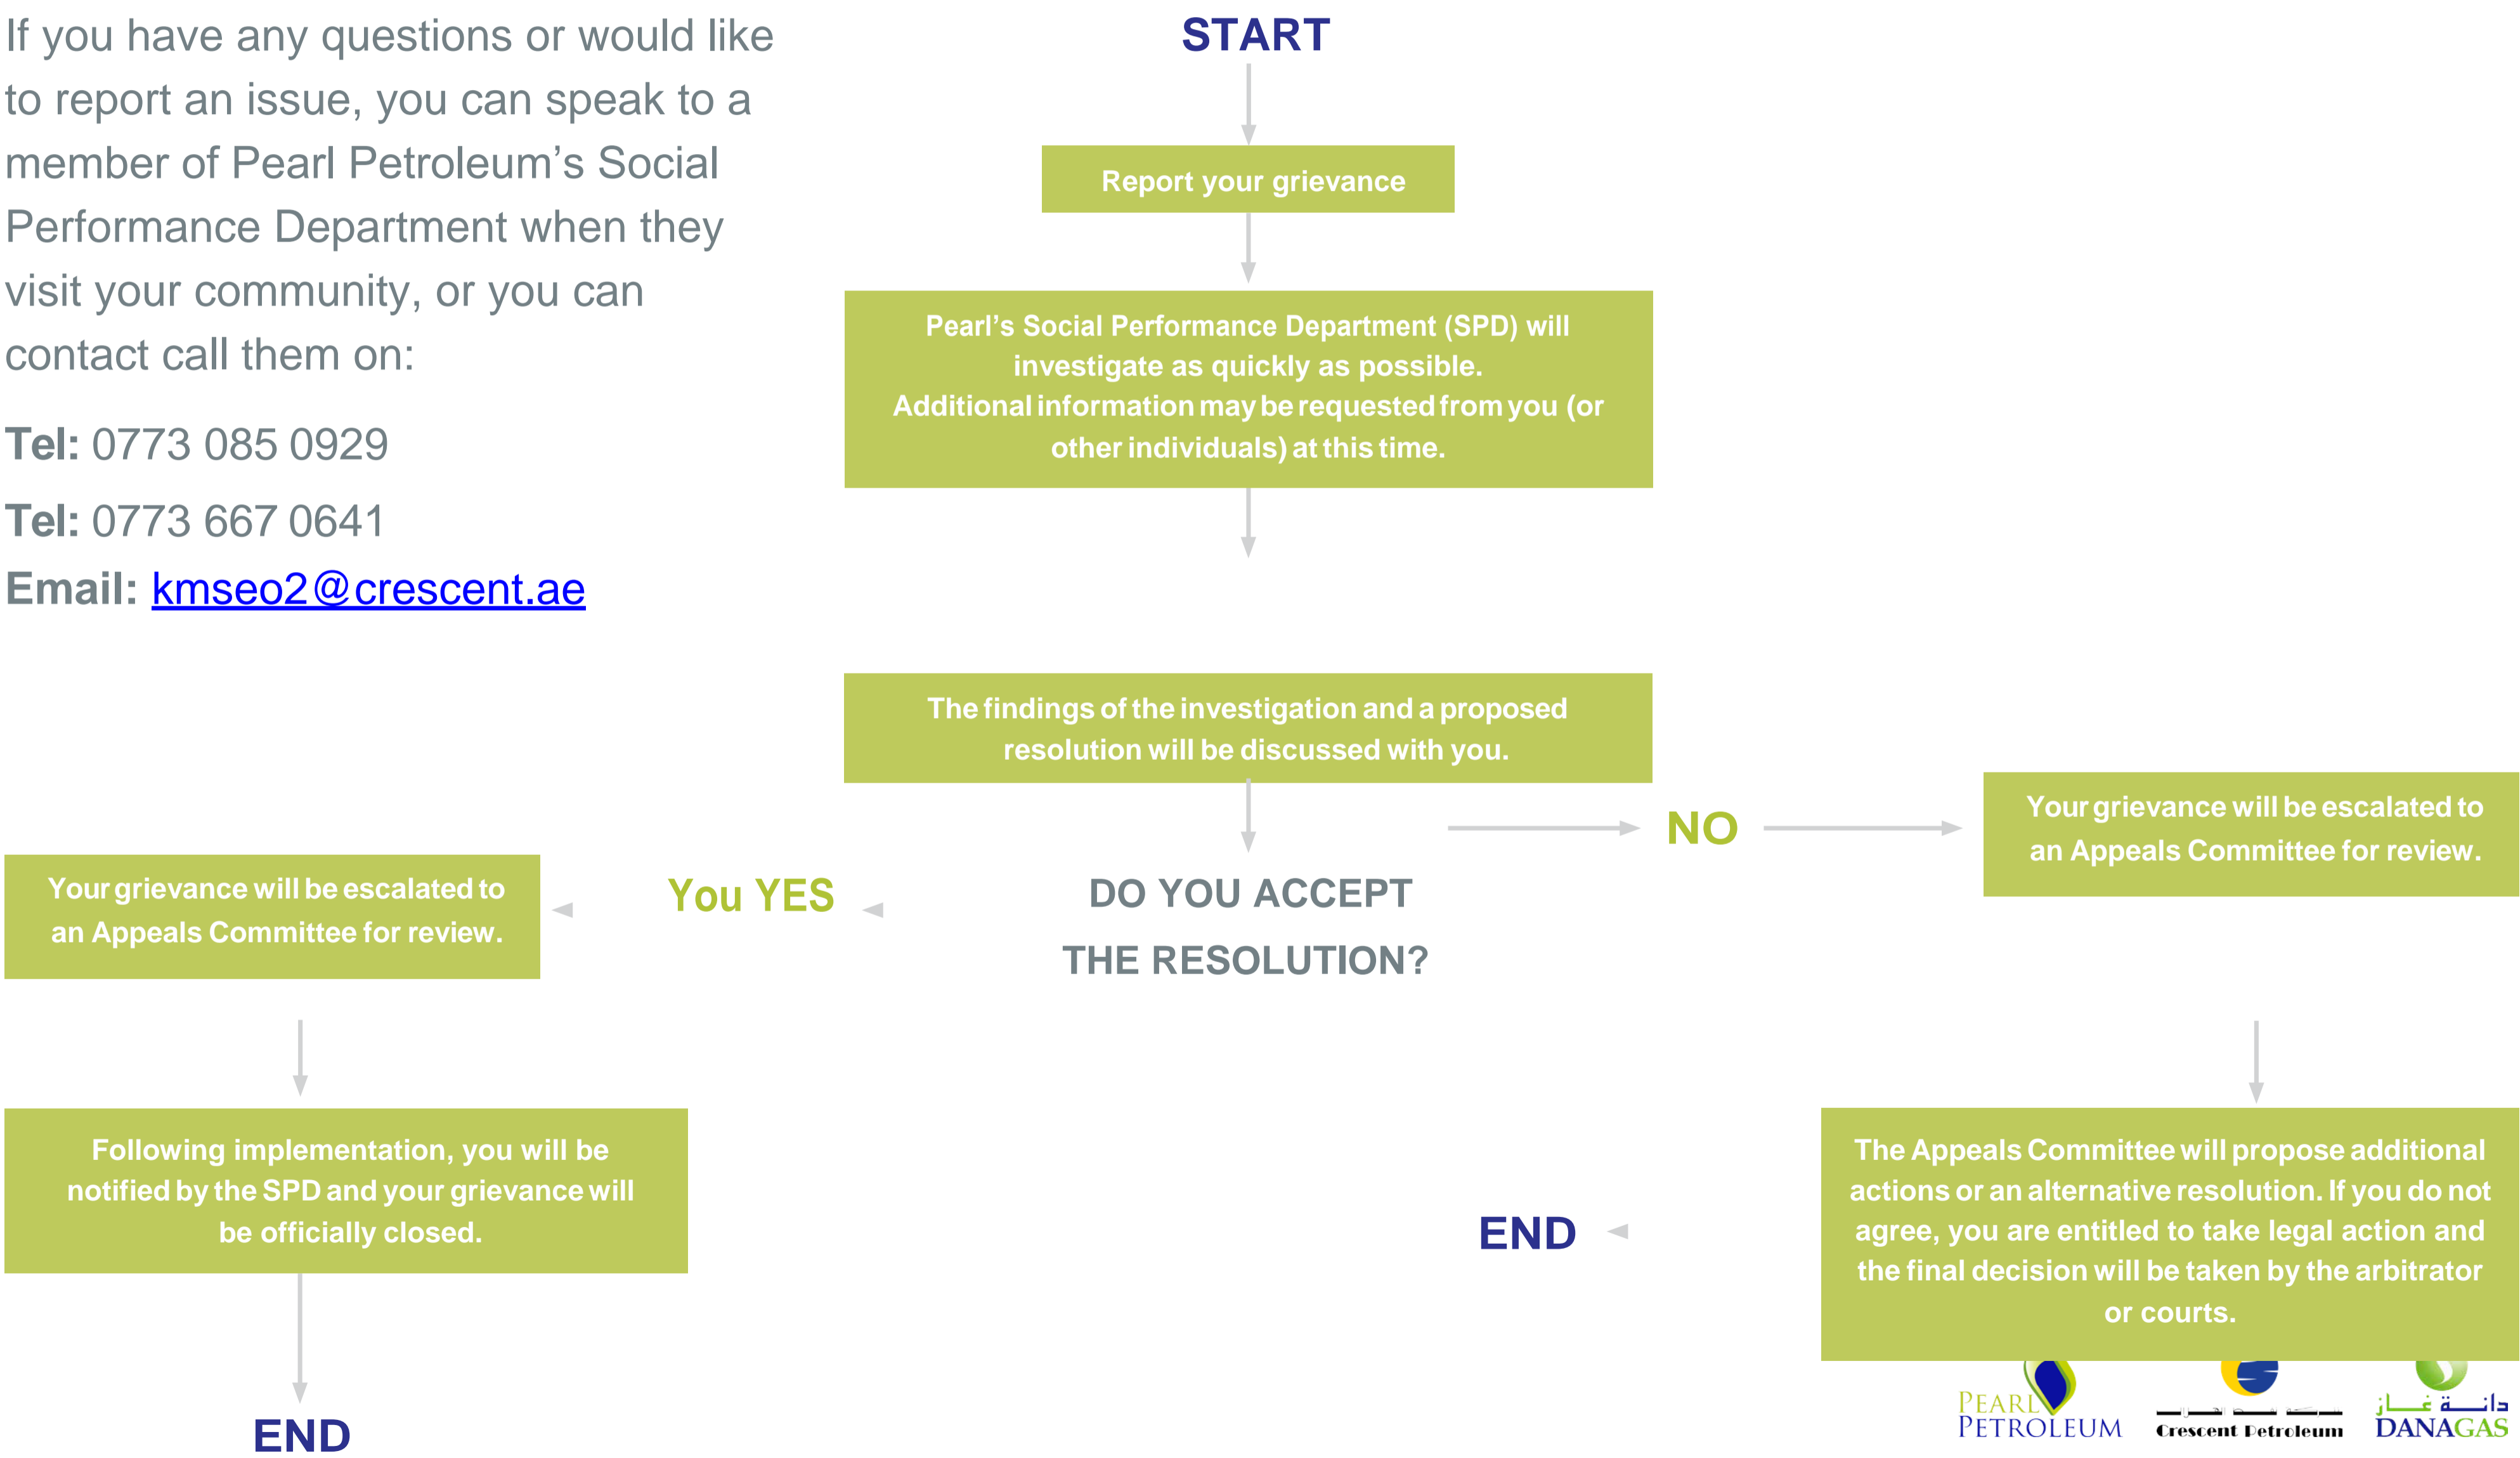 If you have any questions or would like
to report an issue, you can speak to a
member of Pearl Petroleum’s Social
Performance Department when they
visit your community, or you can
contact call them on:
Tel: 0773 085 0929
Tel: 0773 667 0641
Email: kmseo2@crescent.ae
START
Report your grievance
Pearl’s Social Performance Department (SPD) will
investigate as quickly as possible.
Additional information may be requested from you (or
other individuals) at this time.
The findings of the investigation and a proposed
resolution will be discussed with you.
DO YOU ACCEPT
THE RESOLUTION?
NO
Your grievance will be escalated to
an Appeals Committee for review.
You YES
Your grievance will be escalated to
an Appeals Committee for review.
Following implementation, you will be
notified by the SPD and your grievance will
be officially closed.
END
The Appeals Committee will propose additional
actions or an alternative resolution. If you do not
agree, you are entitled to take legal action and
the final decision will be taken by the arbitrator
or courts.
END
PEARL
PETROLEUM
Crescent Petroleum
دانة غاز
DANAGAS